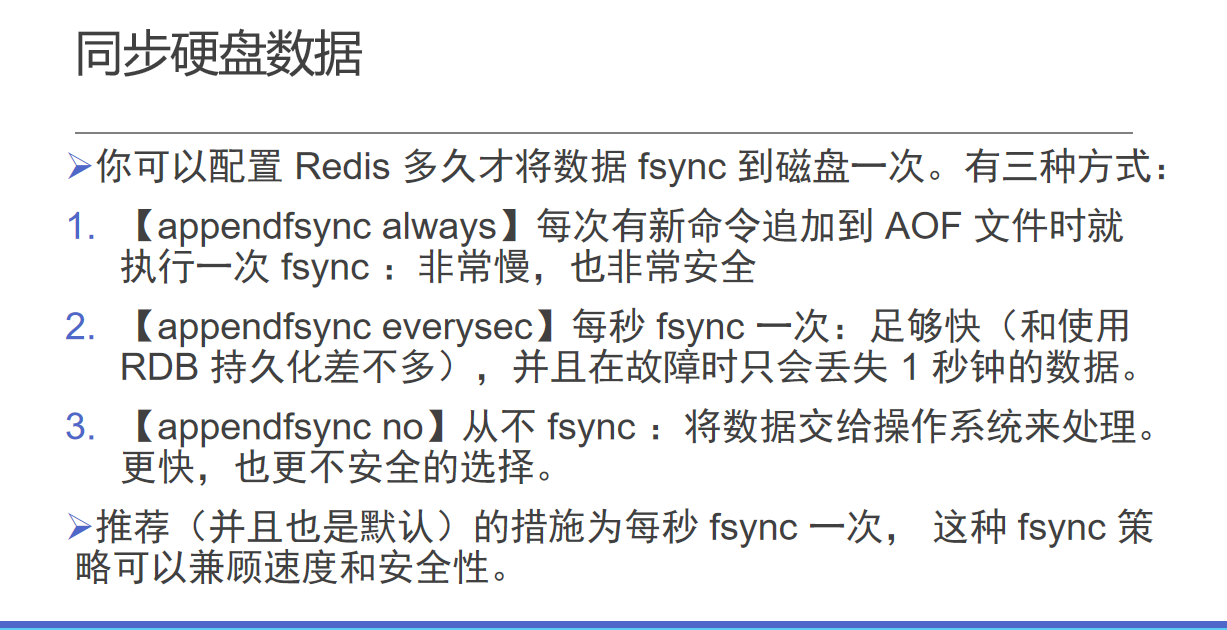 同步硬盘数据
➢你可以配置 Redis 多久才将数据 fsync 到磁盘一次。有三种方式：
1. 【appendfsync always】每次有新命令追加到 AOF 文件时就
执行一次 fsync ：非常慢，也非常安全
2. 【appendfsync everysec】每秒 fsync 一次：足够快（和使用
RDB 持久化差不多），并且在故障时只会丢失 1 秒钟的数据。
3. 【appendfsync no】从不 fsync ：将数据交给操作系统来处理。
更快，也更不安全的选择。
➢推荐（并且也是默认）的措施为每秒 fsync 一次， 这种 fsync 策
略可以兼顾速度和安全性。